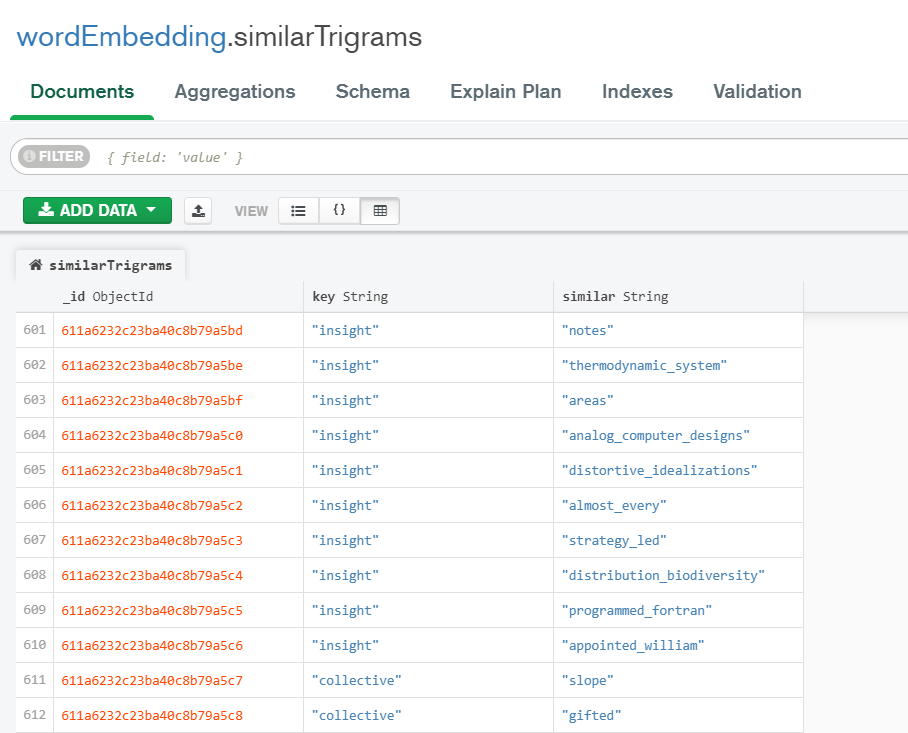 wordEmbedding.similarTrigrams
Documents Aggregations Schema Explain Plan Indexes Validation
FILTER { field: 'value' }
ADD DATA VIEW {}
similarTrigrams
_id ObjectId key String similar String
601 611a6232c23ba40c8b79a5bd "insight" "notes"
602 611a6232c23ba40c8b79a5be "insight" "thermodynamic_system"
603 611a6232c23ba40c8b79a5bf "insight" "areas"
604 611a6232c23ba40c8b79a5c0 "insight" "analog_computer_designs"
605 611a6232c23ba40c8b79a5c1 "insight" "distortive_idealizations"
606 611a6232c23ba40c8b79a5c2 "insight" "almost_every"
607 611a6232c23ba40c8b79a5c3 "insight" "strategy_led"
608 611a6232c23ba40c8b79a5c4 "insight" "distribution_biodiversity"
609 611a6232c23ba40c8b79a5c5 "insight" "programmed_fortran"
610 611a6232c23ba40c8b79a5c6 "insight" "appointed_william"
611 611a6232c23ba40c8b79a5c7 "collective" "slope"
612 611a6232c23ba40c8b79a5c8 "collective" "gifted"